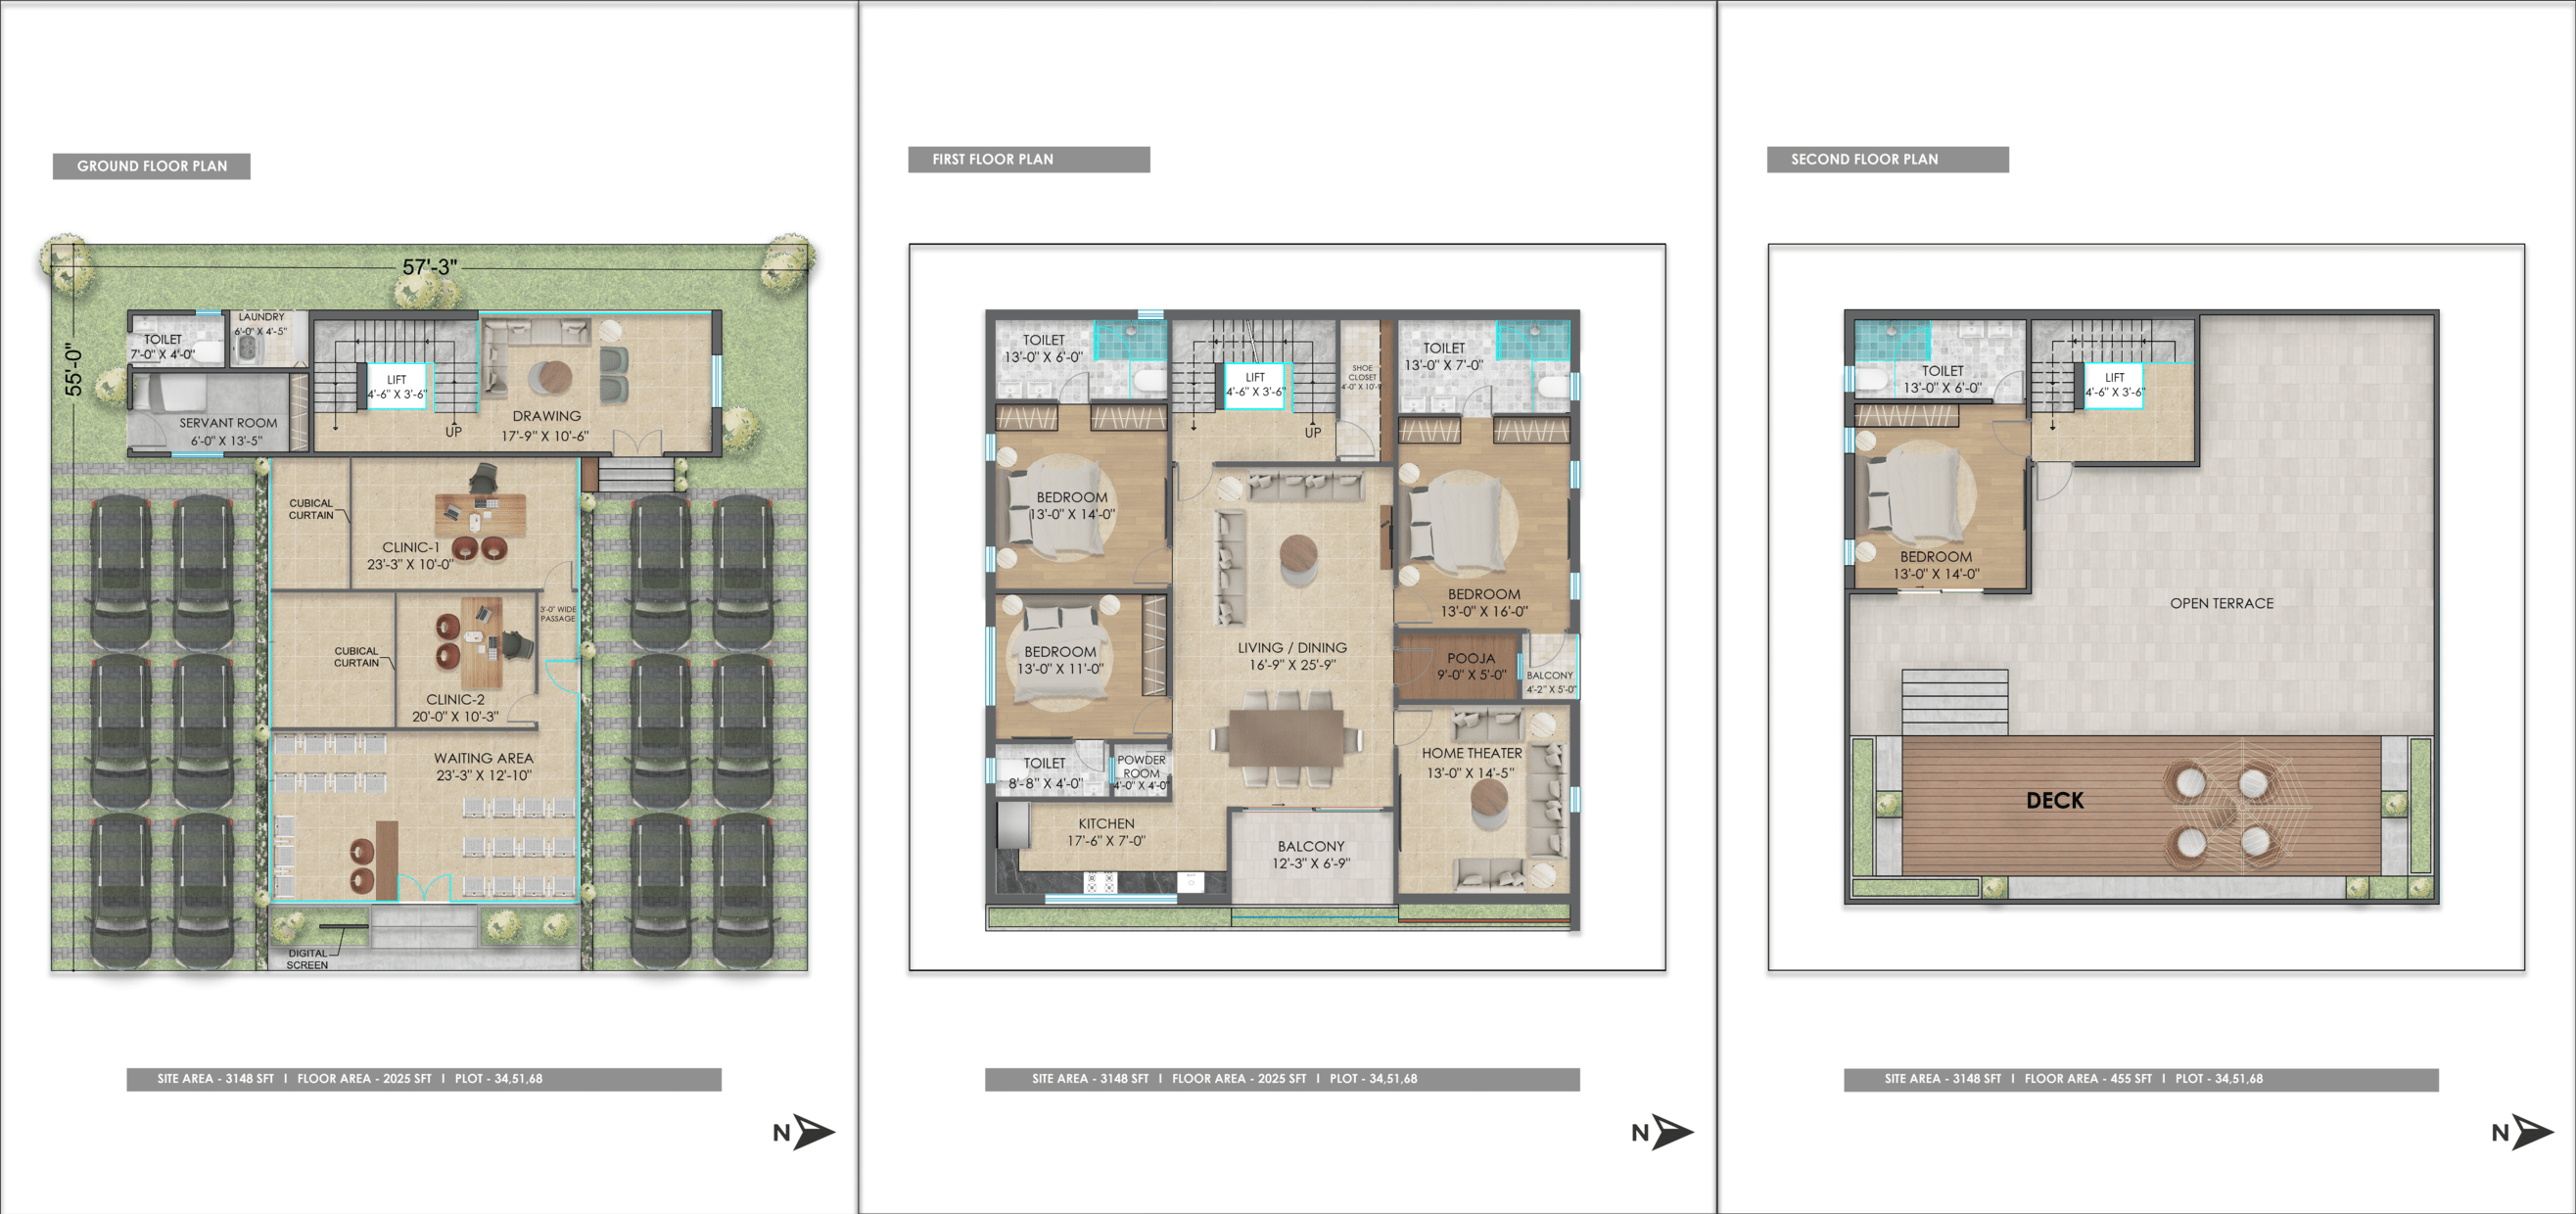 GROUND FLOOR PLAN
57'-3"
55'-0"
TOILET
7'-0" X 4'-0"
LAUNDRY
6'-0" X 4'-5"
SERVANT ROOM
6'-0" X 13'-5"
LIFT
4'-6" X 3'-6"
UP
DRAWING
17'-9" X 10'-6"
CUBICAL
CURTAIN
CLINIC-1
23'-3" X 10'-0"
3'-0" WIDE
PASSAGE
CUBICAL
CURTAIN
CLINIC-2
20'-0" X 10'-3"
WAITING AREA
23'-3" X 12'-10"
DIGITAL
SCREEN
SITE AREA - 3148 SFT I FLOOR AREA - 2025 SFT I PLOT - 34,51,68
N
FIRST FLOOR PLAN
TOILET
13'-0" X 6'-0"
LIFT
4'-6" X 3'-6"
UP
SHOE
CLOSET
TOILET
13'-0" X 7'-0"
BEDROOM
13'-0" X 14'-0"
BEDROOM
13'-0" X 16'-0"
BEDROOM
13'-0" X 11'-0"
LIVING / DINING
16'-9" X 25'-9"
POOJA
9'-0" X 5'-0"
BALCONY
4'-2" X 5'-0"
TOILET
8'-8" X 4'-0"
POWDER
ROOM
4'-0" X 4'-0"
HOME THEATER
13'-0" X 14'-5"
KITCHEN
17'-6" X 7'-0"
BALCONY
12'-3" X 6'-9"
SITE AREA - 3148 SFT I FLOOR AREA - 2025 SFT I PLOT - 34,51,68
N
SECOND FLOOR PLAN
TOILET
13'-0" X 6'-0"
LIFT
4'-6" X 3'-6"
BEDROOM
13'-0" X 14'-0"
OPEN TERRACE
DECK
SITE AREA - 3148 SFT I FLOOR AREA - 455 SFT I PLOT - 34,51,68
N